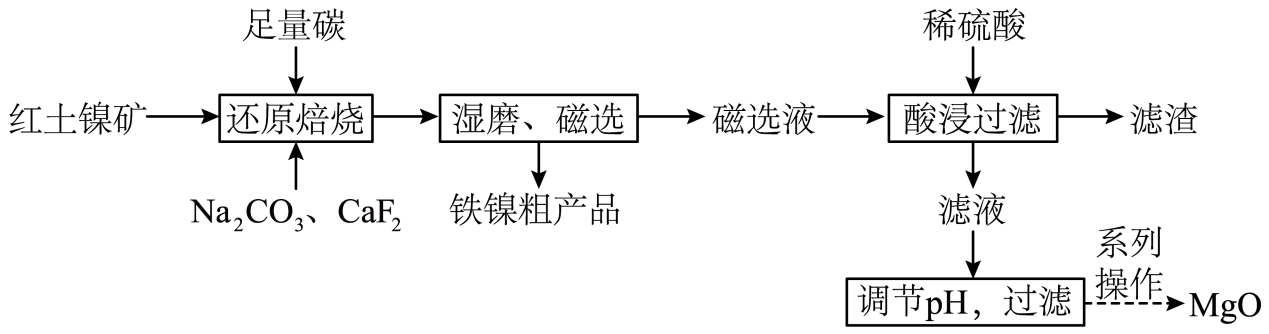 足量碳
稀硫酸
红土镍矿
还原焙烧
湿磨、磁选
磁选液
酸浸过滤
滤渣
Na₂CO₃、CaF₂
铁镍粗产品
滤液
系列
操作
调节pH，过滤
MgO